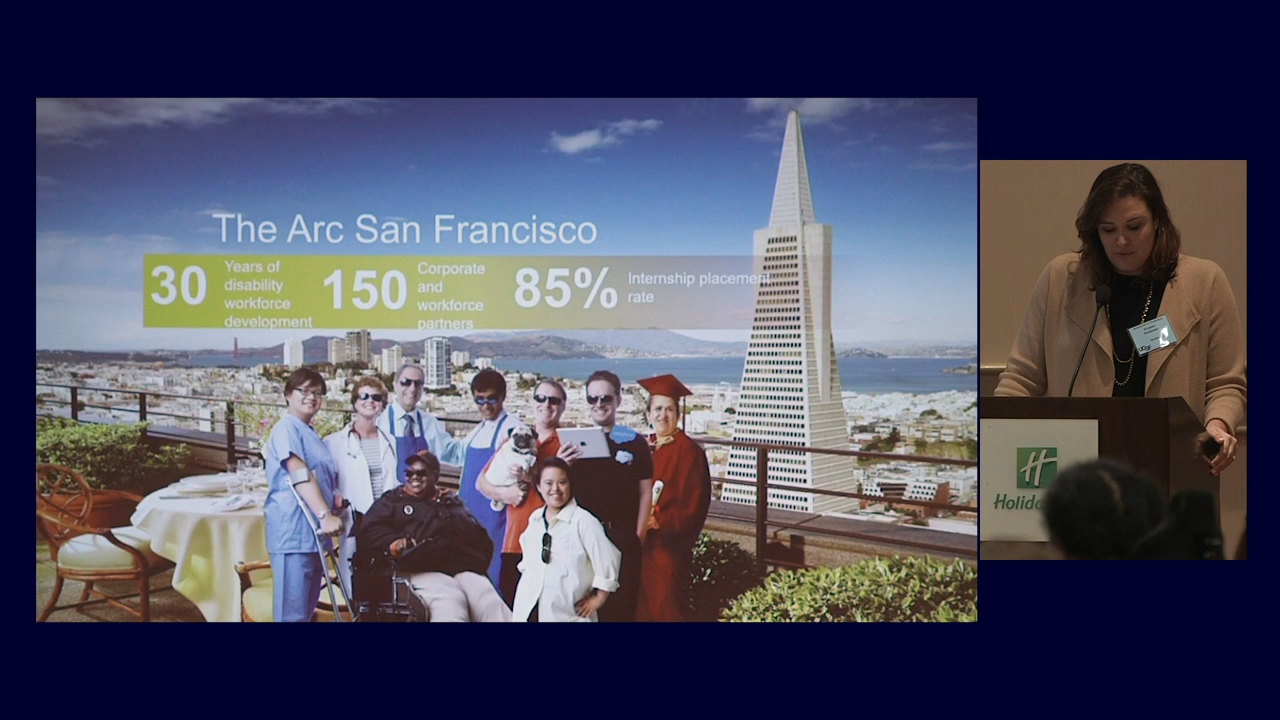 The Arc San Francisco
30
Years of
disability
workforce
development
150
Corporate
and
workforce
partners
85%
Internship placement
rate
H
Holid